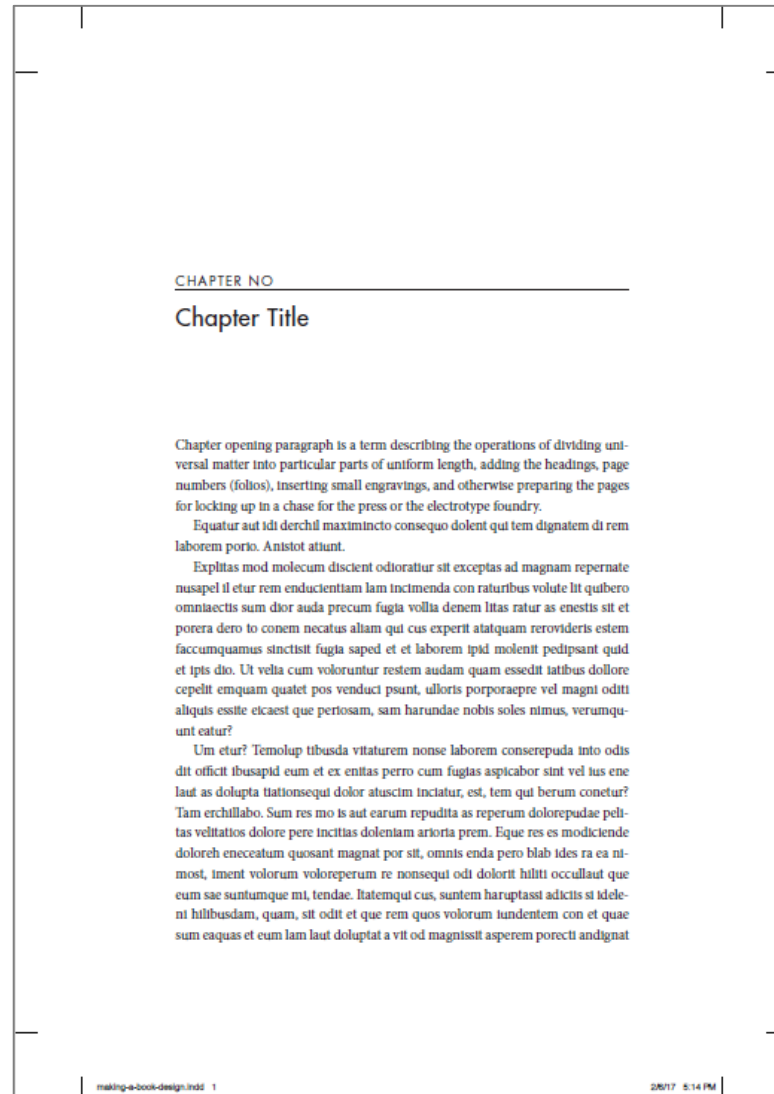 CHAPTER NO
Chapter Title
Chapter opening paragraph is a term describing the operations of dividing uni-
versal matter into particular parts of uniform length, adding the headings, page
numbers (folios), inserting small engravings, and otherwise preparing the pages
for locking up in a chase for the press or the electrotype foundry.
Equatur aut idi derchil maximincto consequo dolent qui tem dignatem di rem
laborem porio. Anistot atiunt.
Explitas mod molecum discient odioratiur sit exceptas ad magnam repernate
nusapel il etur rem enducientiam lam incimenda con raturibus volute lit quibero
omniaectis sum dior auda precum fugia vollia denem litas ratur as enestis sit et
porera dero to conem necatus aliam qui cus experit atatquam rerovideris estem
faccumquamus sinctisit fugia saped et et laborem ipid molenit pedipsant quid
et ipis dio. Ut velia cum voloruntur restem audam quam essedit iatibus dollore
cepelit emquam quatet pos venduci psunt, ulloris porporaepre vel magni oditi
aliquis essite eicaest que periosam, sam harundae nobis soles nimus, verumqu-
unt eatur?
Um etur? Temolup tibusda vitaturem nonse laborem conserepuda into odis
dit officit ibusapid eum et ex enitas perro cum fugias aspicabor sint vel ius ene
laut as dolupta tiationsequi dolor atuscim inciatur, est, tem qui berum conetur?
Tam erchillabo. Sum res mo is aut earum repudita as reperum dolorepudae peli-
tas velitatios dolore pere incitias doleniam arioria prem. Eque res es modiciende
doloreh eneceatum quosant magnat por sit, omnis enda pero blab ides ra ea ni-
most, iment volorum voloreperum re nonsequi odi dolorit hiliti occullaut que
eum sae suntumque mi, tendae. Itatemqui cus, suntem haruptassi adiciis si idele-
ni hilibusdam, quam, sit odit et que rem quos volorum iundentem con et quae
sum eaquas et eum lam laut doluptat a vit od magnissit asperem porecti andignat
making-a-book-design.indd 1
2/6/17 5:14 PM